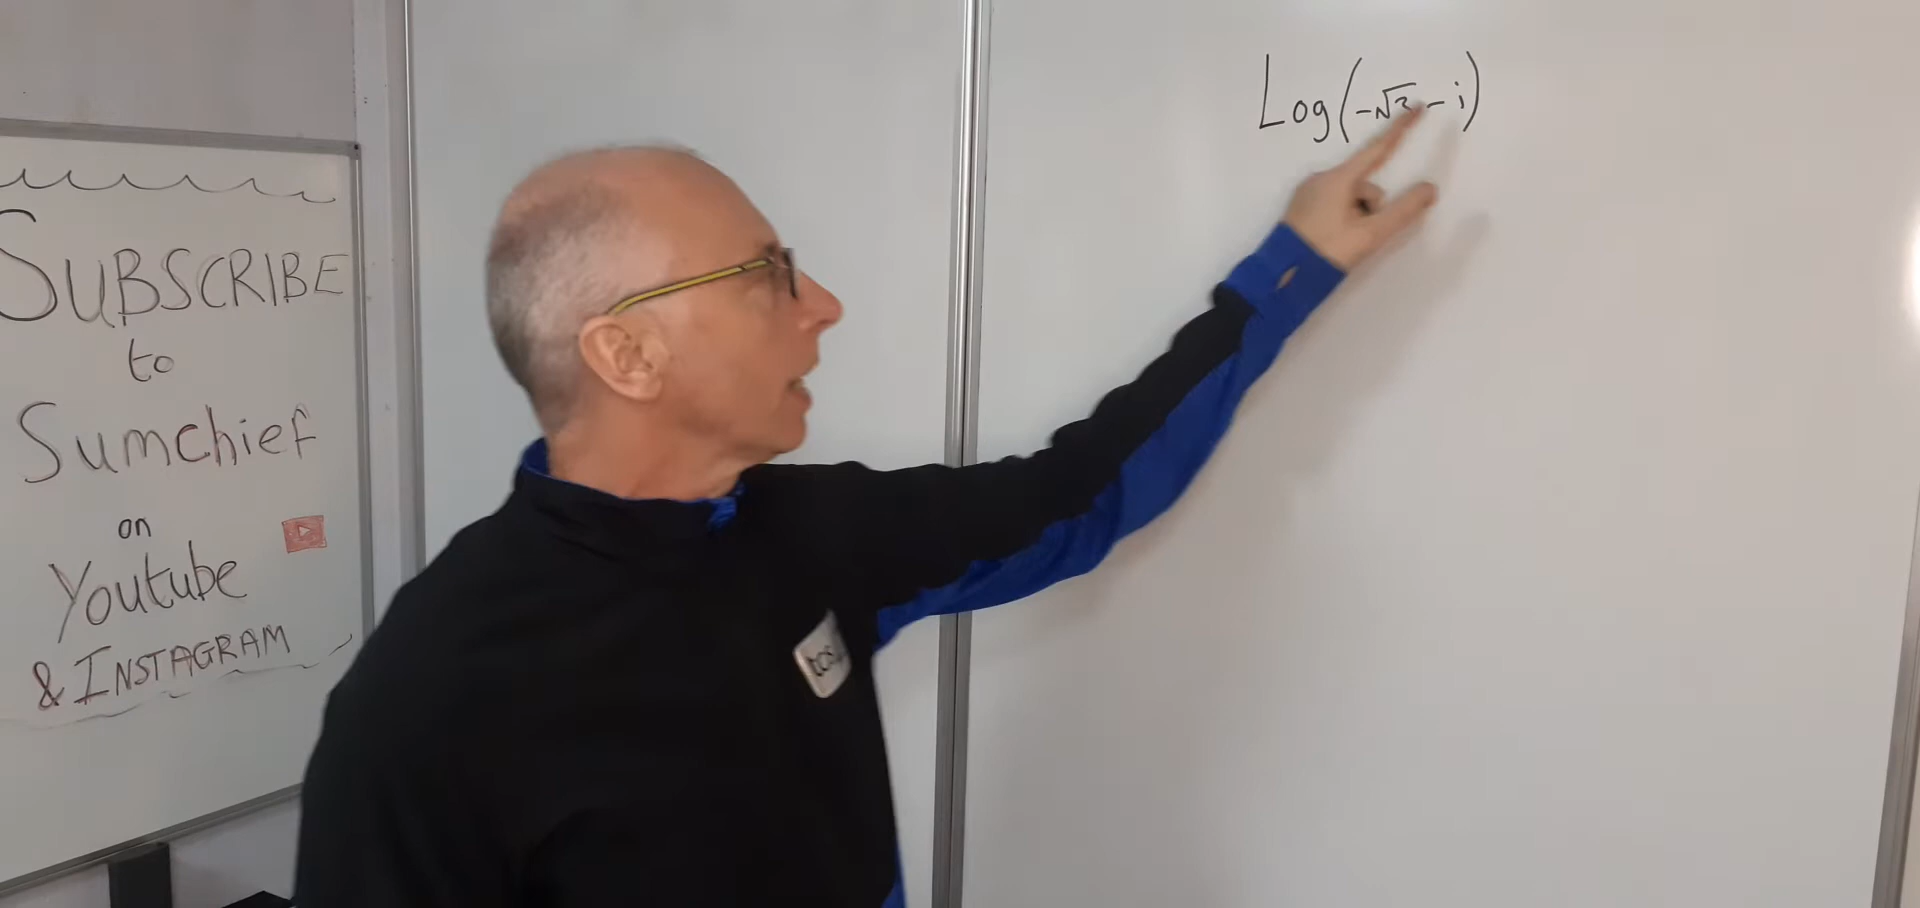 SUBSCRIBE
to
Sumchief
on
Youtube
& INSTAGRAM
Log(-√3 - i)